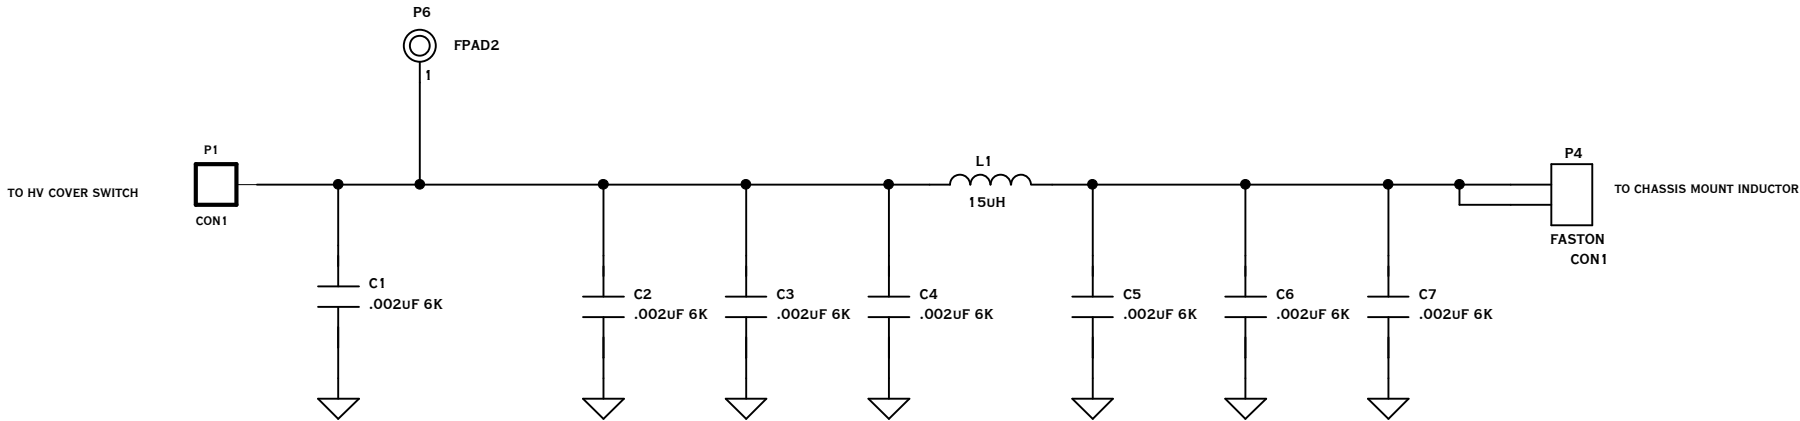 P6
FPAD2
1
P1
TO HV COVER SWITCH
CON1
L1
15uH
P4
TO CHASSIS MOUNT INDUCTOR
FASTON
CON1
C1
.002uF 6K
C2
.002uF 6K
C3
.002uF 6K
C4
.002uF 6K
C5
.002uF 6K
C6
.002uF 6K
C7
.002uF 6K